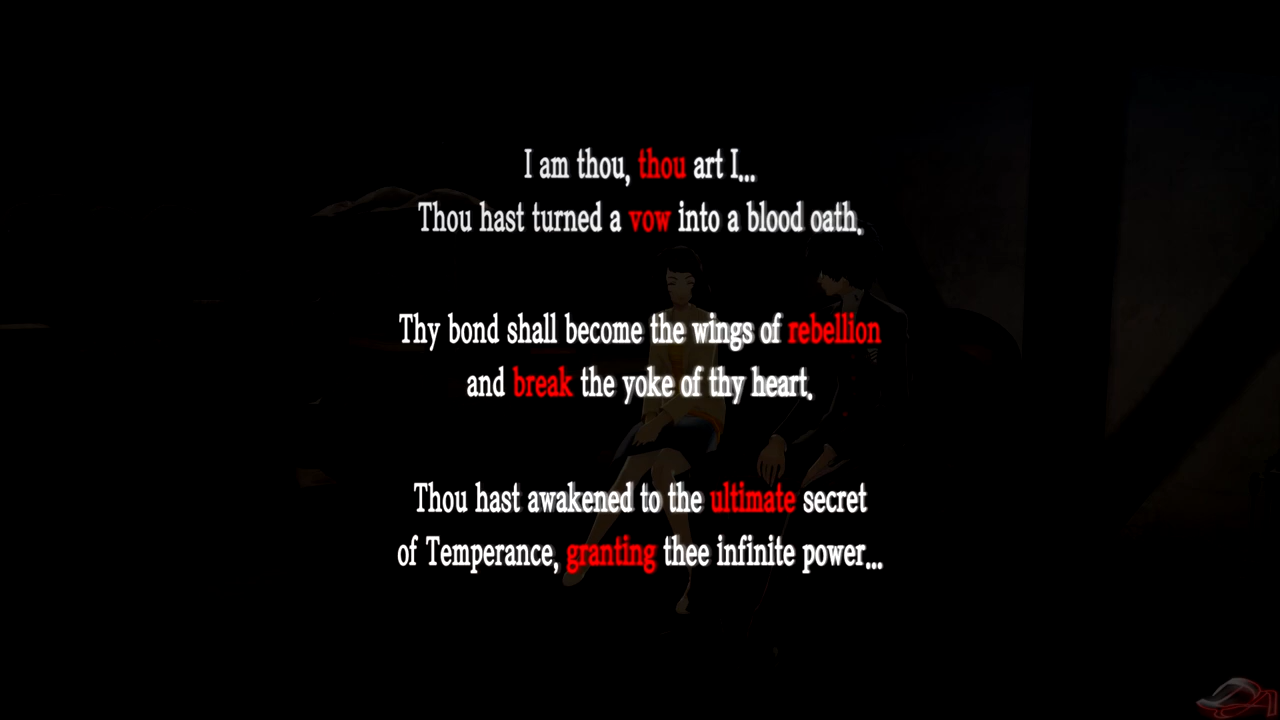 I am thou, thou art I...
Thou hast turned a vow into a blood oath.
Thy bond shall become the wings of rebellion
and break the yoke of thy heart.
Thou hast awakened to the ultimate secret
of Temperance, granting thee infinite power...